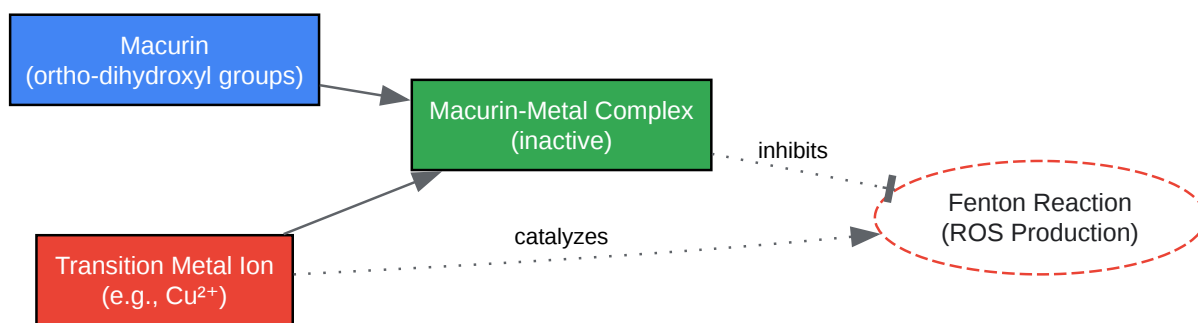 Macurin
(ortho-dihydroxyl groups)
Macurin-Metal Complex
(inactive)
inhibits
Fenton Reaction
(ROS Production)
catalyzes
Transition Metal Ion
(e.g., Cu²⁺)